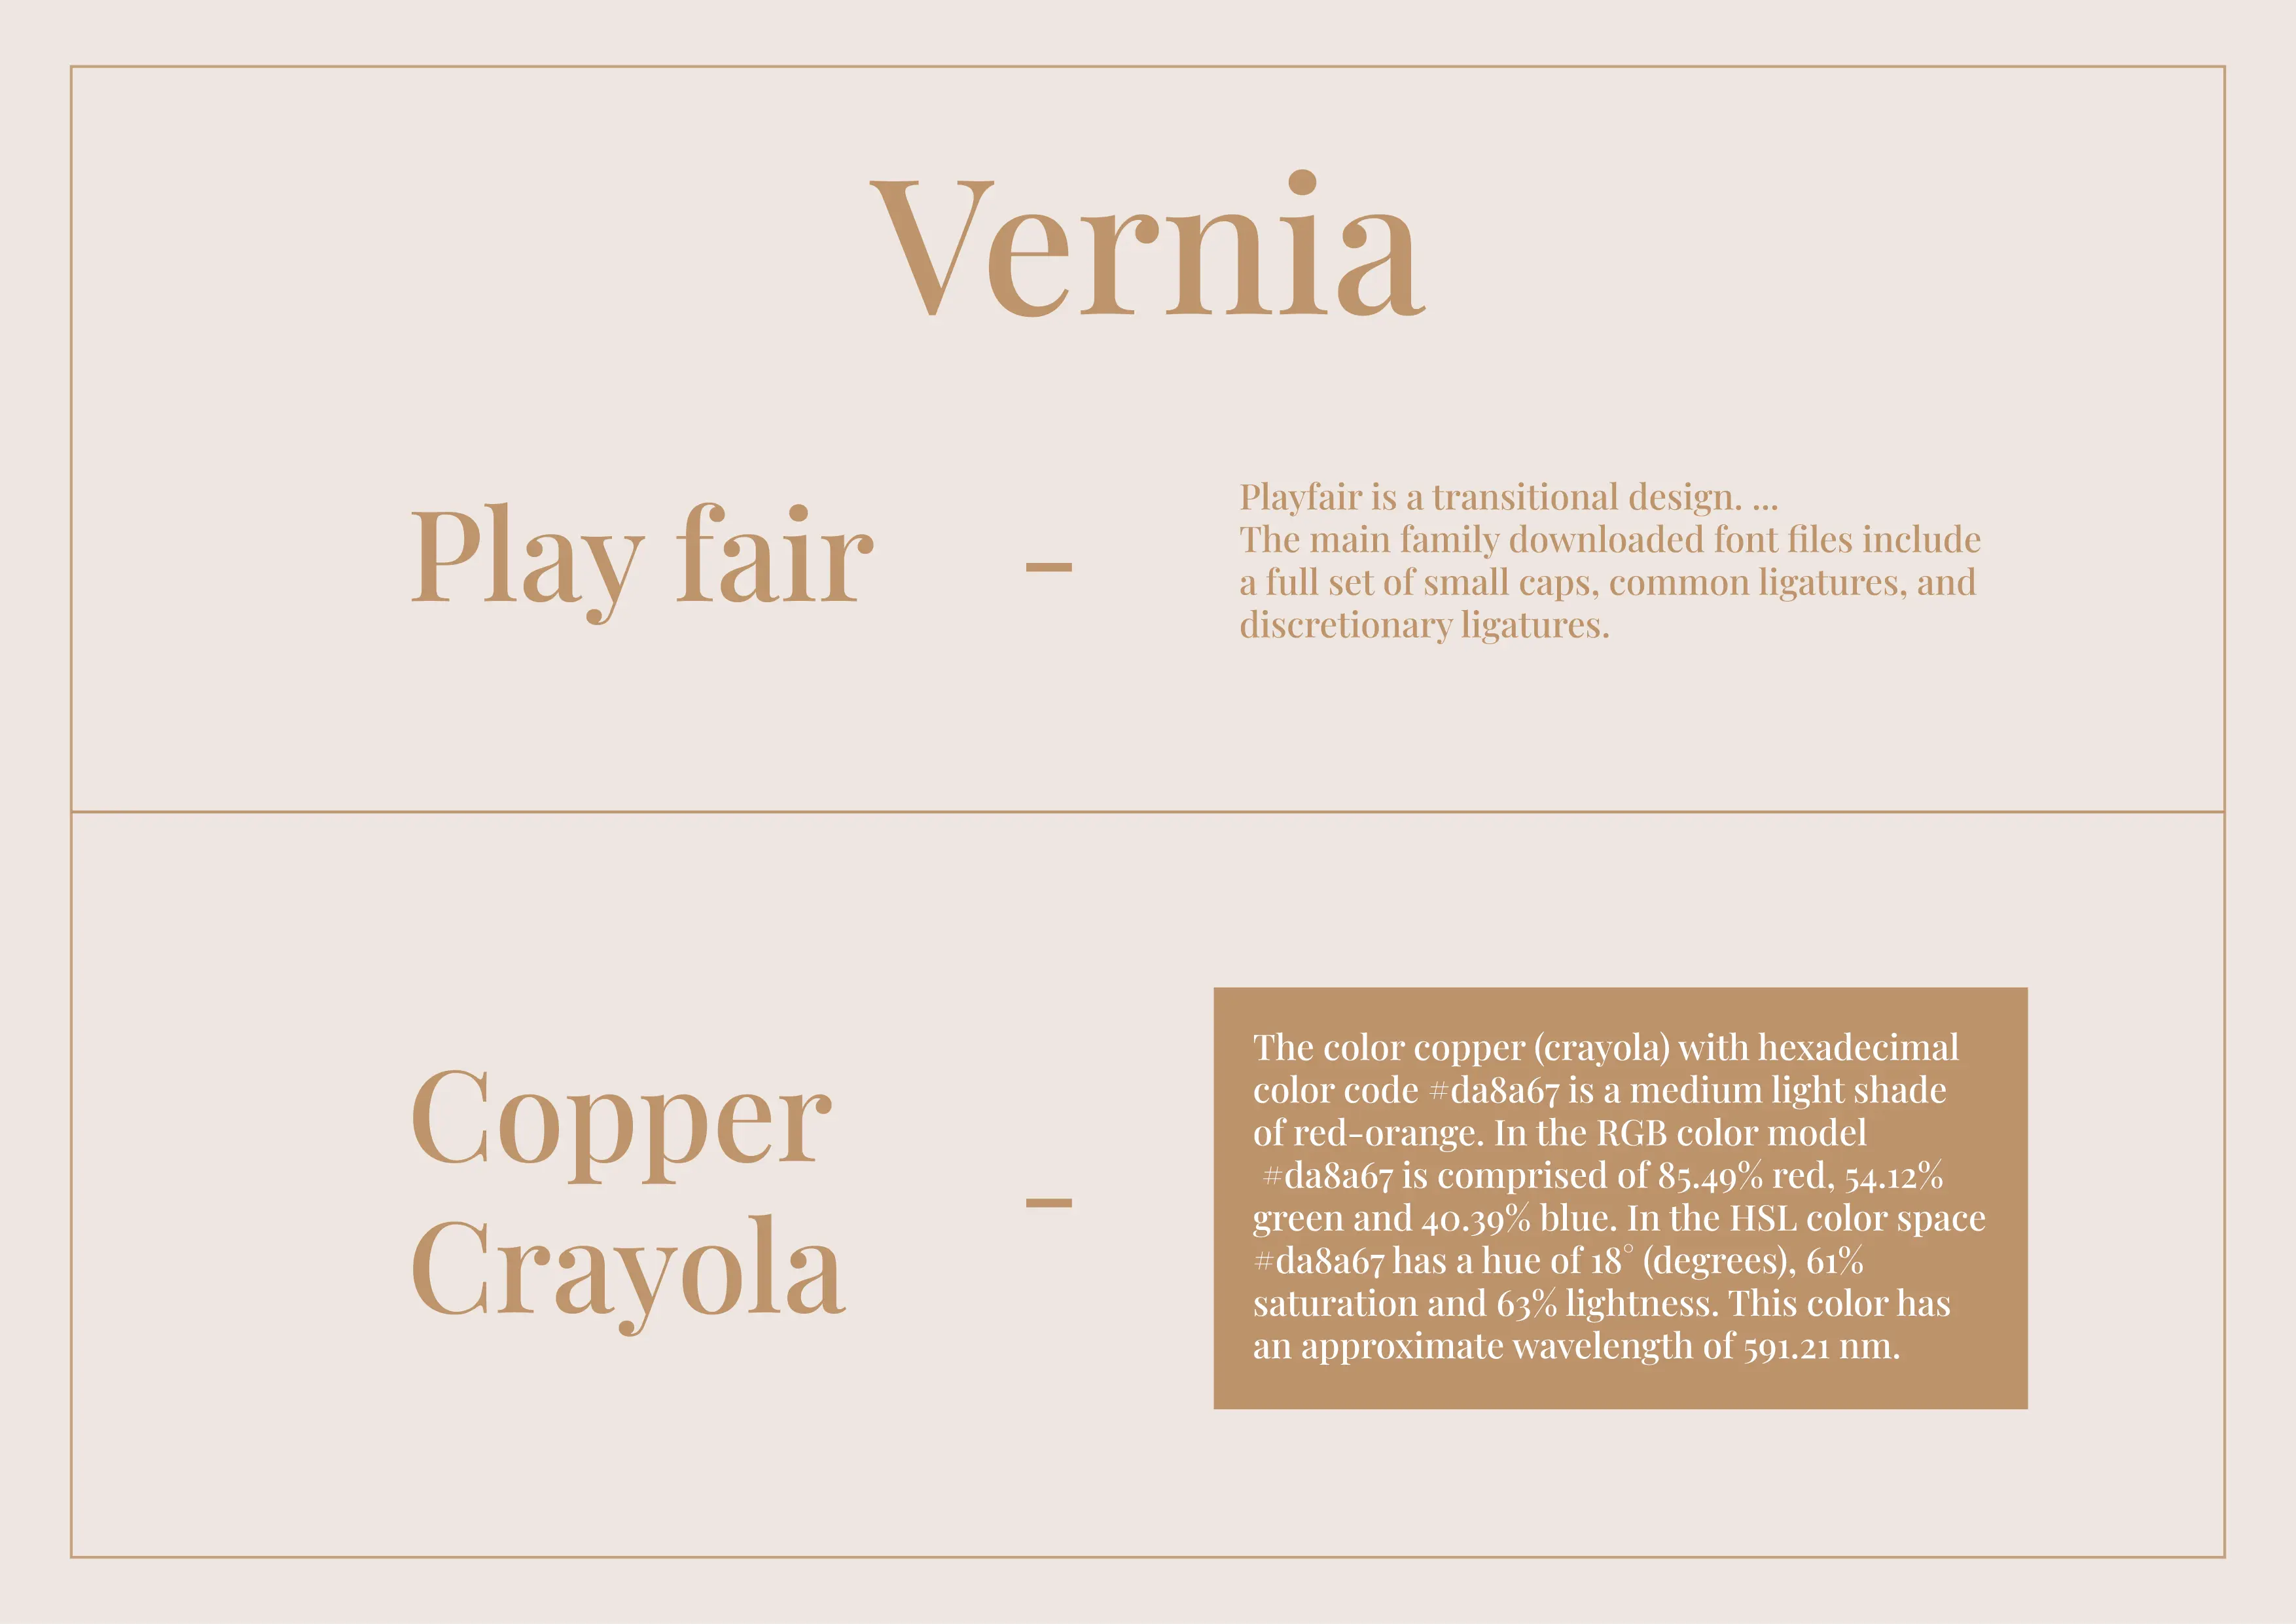 Vernia
Play fair
-
Playfair is a transitional design. ...
The main family downloaded font files include
a full set of small caps, common ligatures, and
discretionary ligatures.
Copper
Crayola
-
The color copper (crayola) with hexadecimal
color code #da8a67 is a medium light shade
of red-orange. In the RGB color model
#da8a67 is comprised of 85.49% red, 54.12%
green and 40.39% blue. In the HSL color space
#da8a67 has a hue of 18° (degrees), 61%
saturation and 63% lightness. This color has
an approximate wavelength of 591.21 nm.